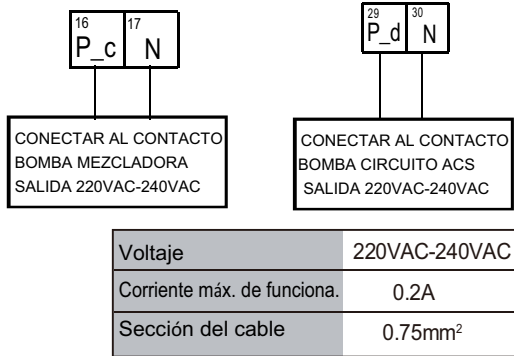 16 17
P_c N
CONECTAR AL CONTACTO
BOMBA MEZCLADORA
SALIDA 220VAC-240VAC
29 30
P_d N
CONECTAR AL CONTACTO
BOMBA CIRCUITO ACS
SALIDA 220VAC-240VAC
Voltaje 220VAC-240VAC
Corriente máx. de funciona. 0.2A
Sección del cable 0.75mm²